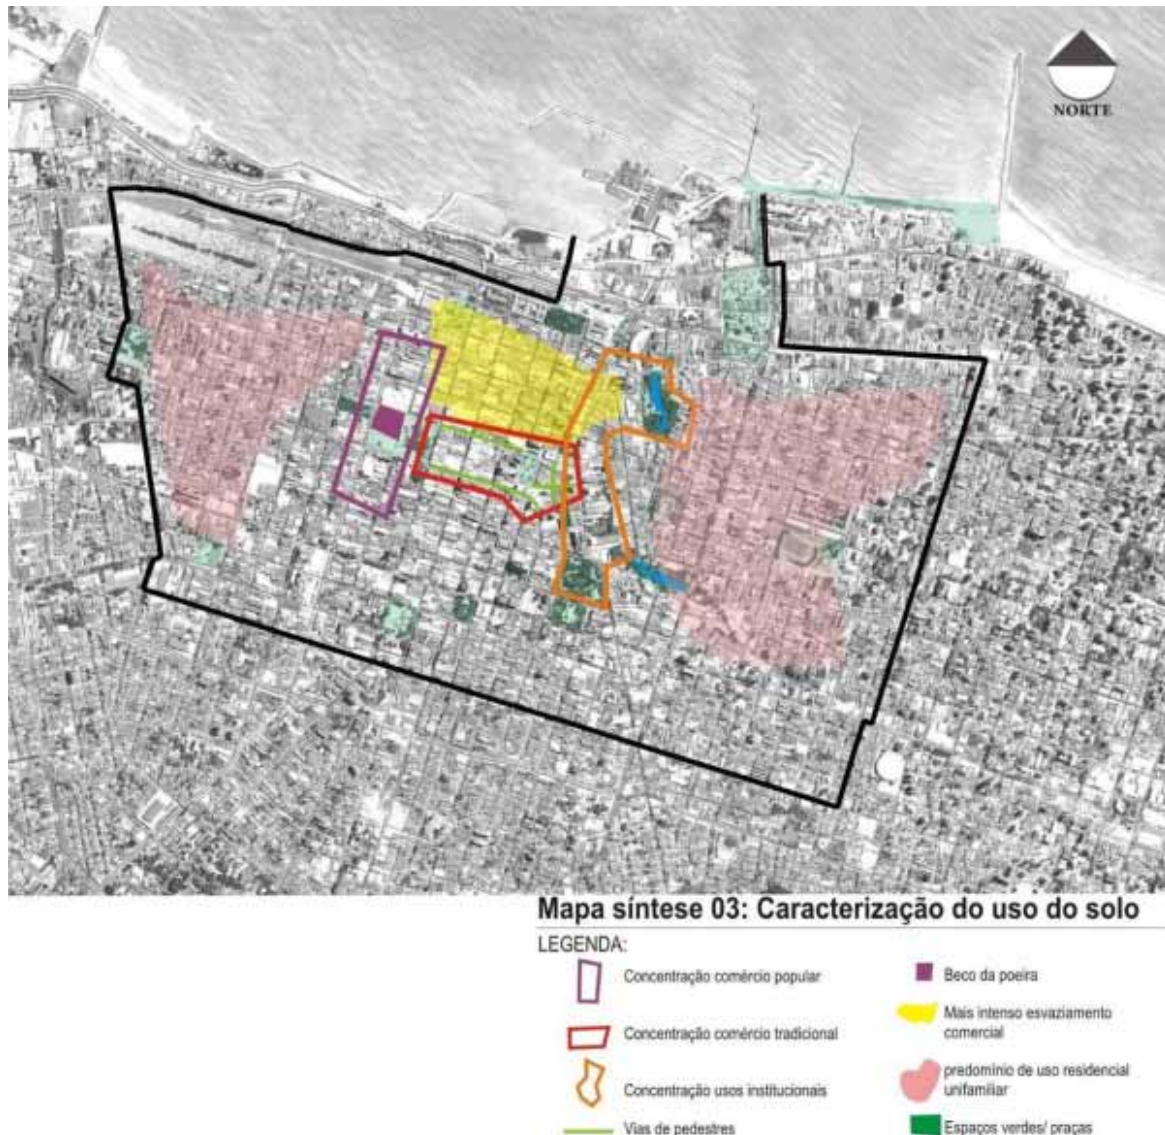 NORTE
Mapa síntese 03: Caracterização do uso do solo
LEGENDA:
Concentração comércio popular
Concentração comércio tradicional
Concentração usos institucionais
Vias de pedestres
Beco da poeira
Mais intenso esvaziamento
comercial
predomínio de uso residencial
unifamiliar
Espaços verdes/ praças